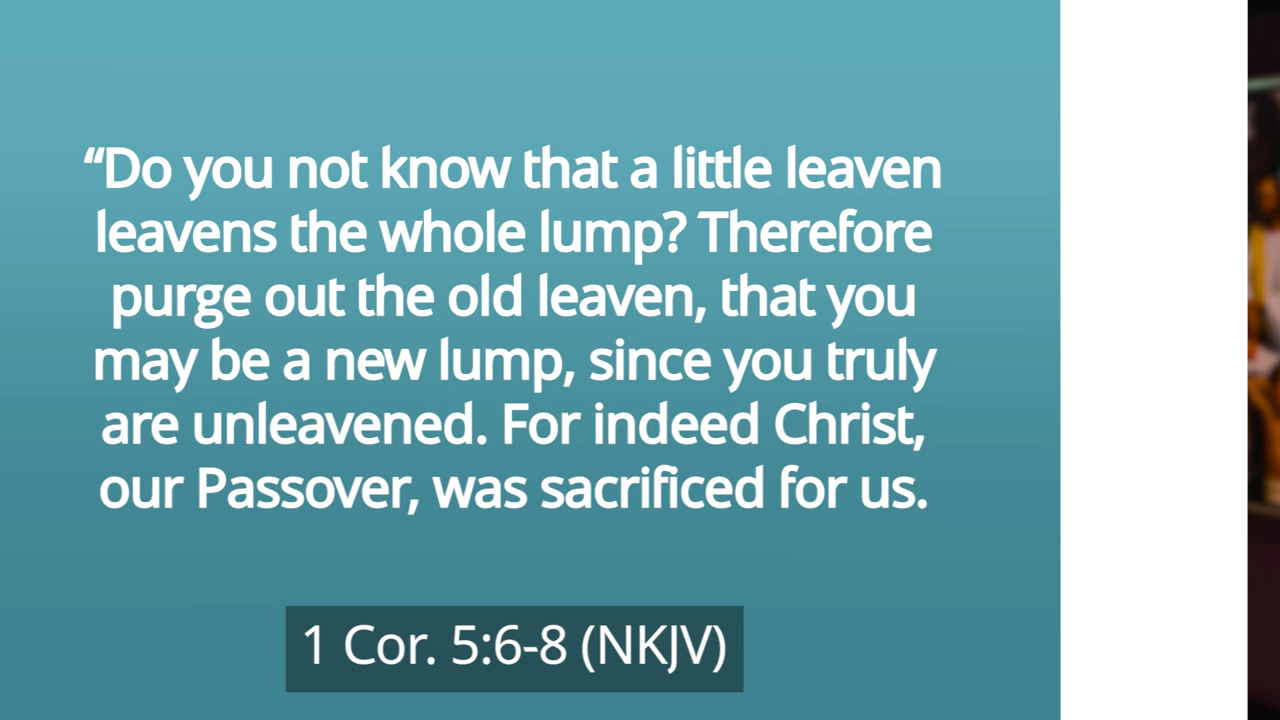 “Do you not know that a little leaven
leavens the whole lump? Therefore
purge out the old leaven, that you
may be a new lump, since you truly
are unleavened. For indeed Christ,
our Passover, was sacrificed for us.
1 Cor. 5:6-8 (NKJV)